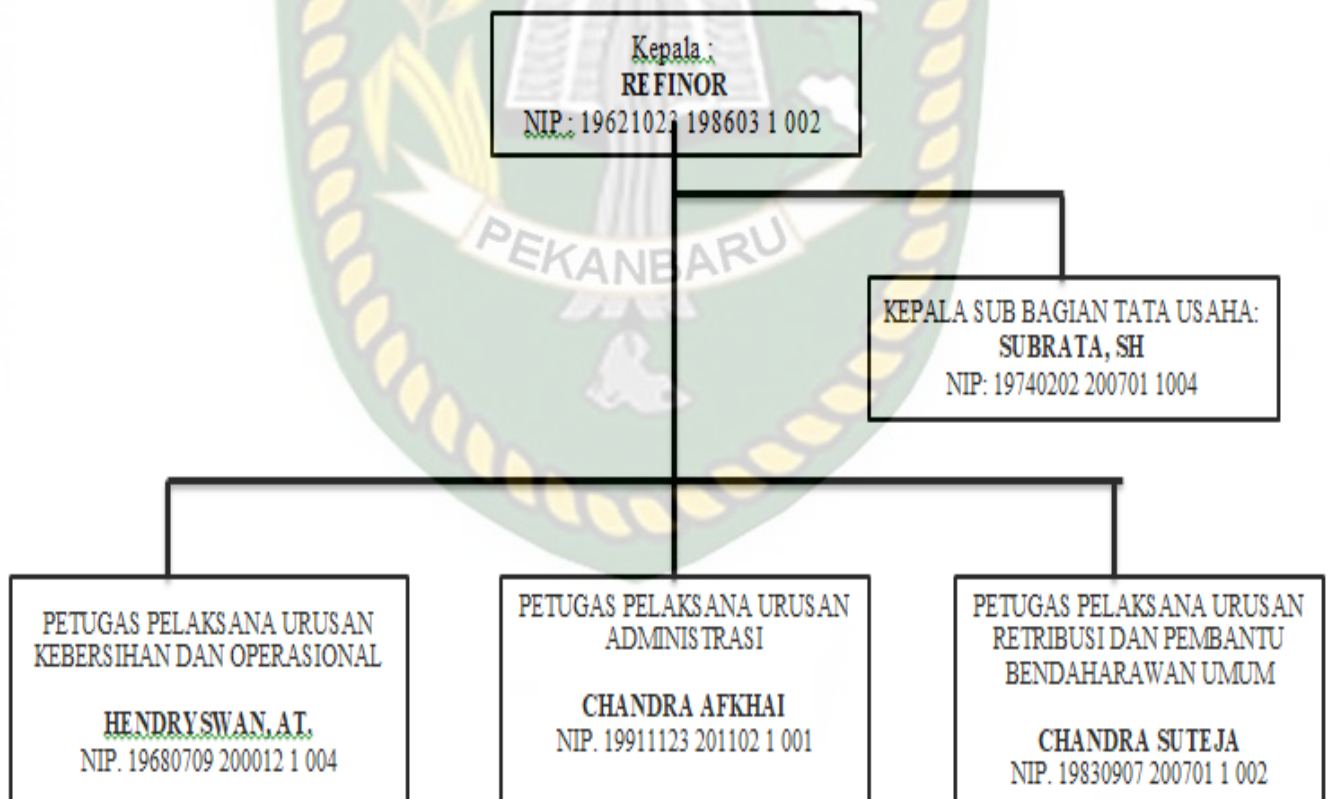 Kepala :
REFINOR
NIP : 19621023 198603 1 002
PEKANBARU
KEPALA SUB BAGIAN TATA USAHA:
SUBRATA, SH
NIP: 19740202 200701 1004
PETUGAS PELAKSANA URUSAN
KEBERSIHAN DAN OPERASIONAL
HENDRY SWAN, AT.
NIP. 19680709 200012 1 004
PETUGAS PELAKSANA URUSAN
ADMINISTRASI
CHANDRA AFKHAI
NIP. 19911123 201102 1 001
PETUGAS PELAKSANA URUSAN
RETRIBUSI DAN PEMBANTU
BENDAHARAWAN UMUM
CHANDRA SUTEJA
NIP. 19830907 200701 1 002